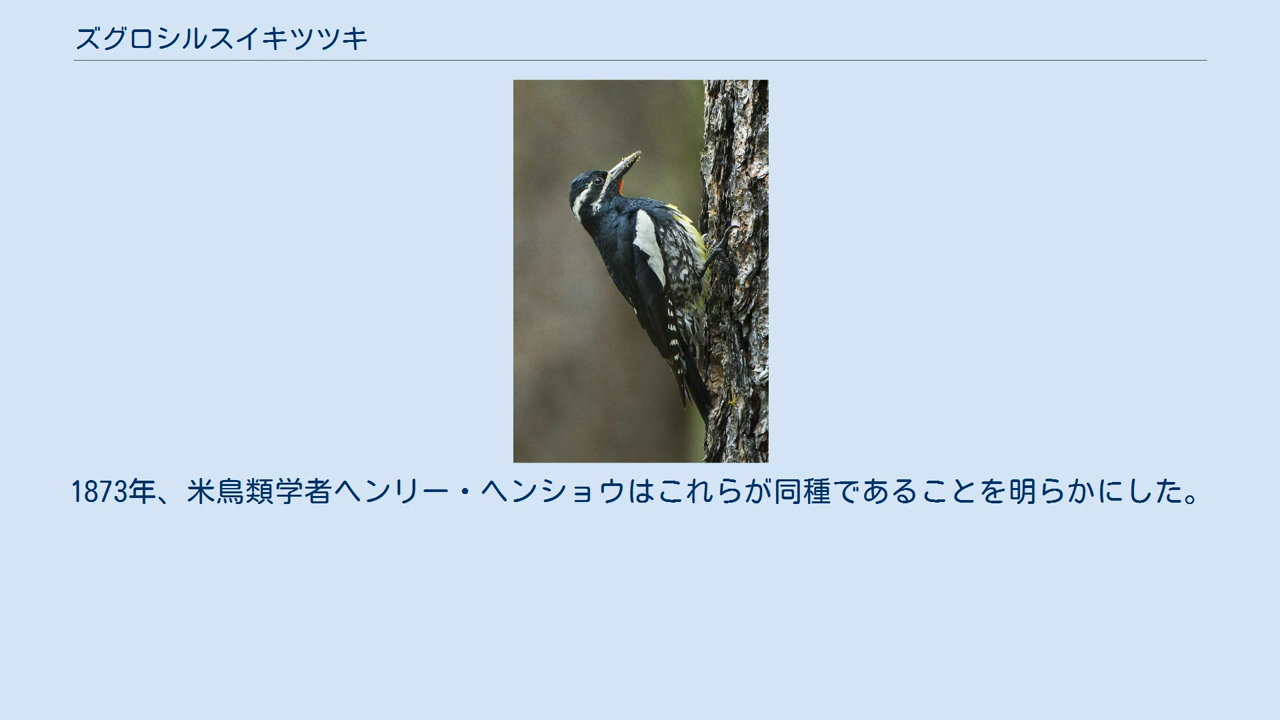 ズグロシルスイキツツキ
1873年、米鳥類学者ヘンリー・ヘンショウはこれらが同種であることを明らかにした。